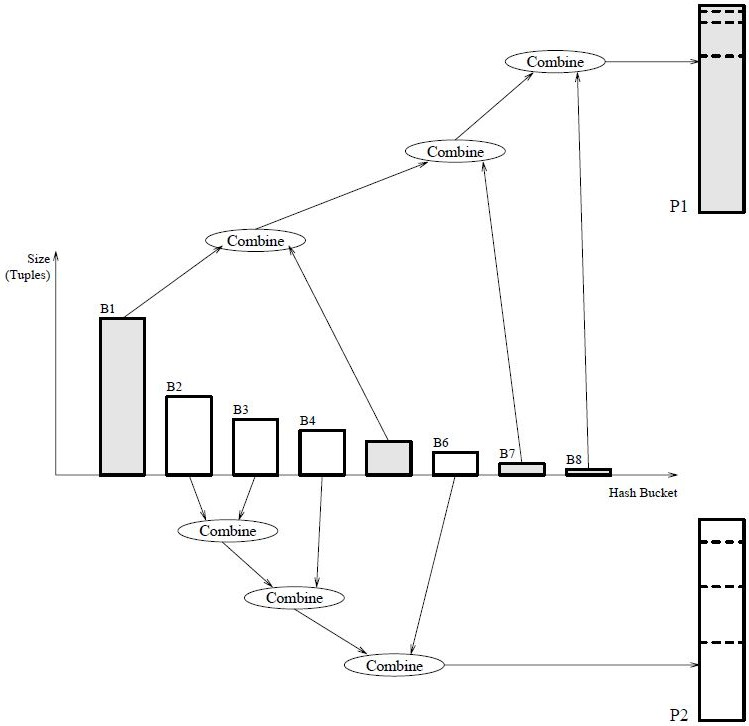 Combine
Combine
P1
Combine
Size
(Tuples)
B1
B2
B3
B4
B6
B7
B8
Hash Bucket
Combine
Combine
Combine
P2